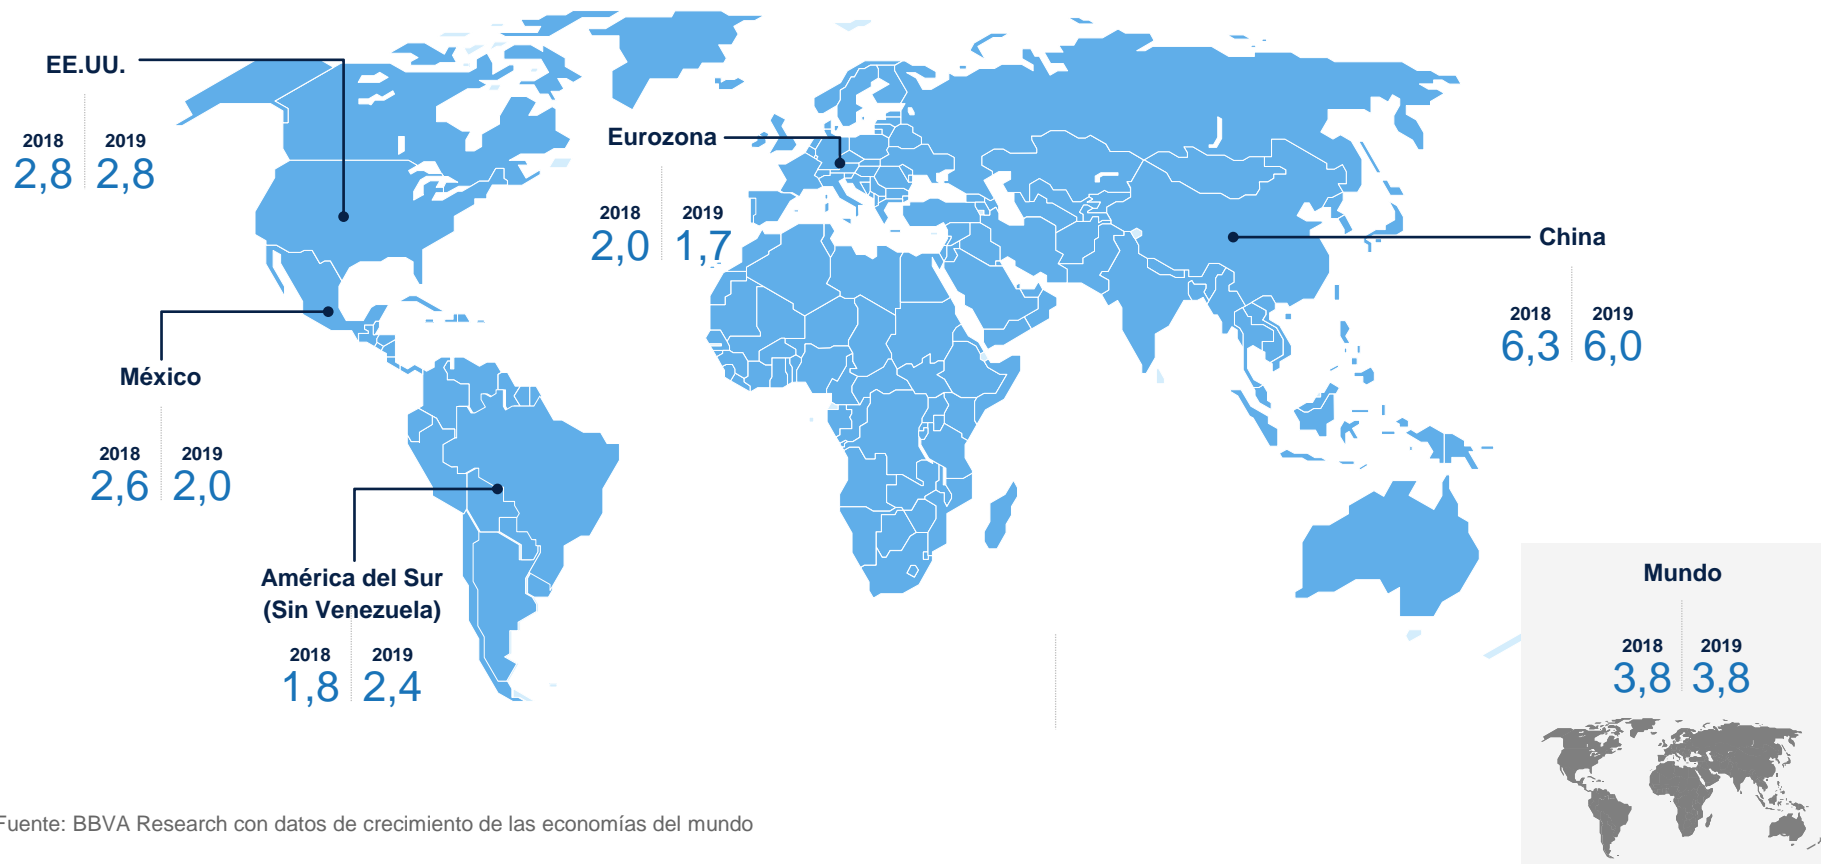 EE.UU.
2018 2019
2,8 2,8
Eurozona
2018 2019
2,0 1,7
China
2018 2019
6,3 6,0
México
2018 2019
2,6 2,0
América del Sur
(Sin Venezuela)
2018 2019
1,8 2,4
Mundo
2018 2019
3,8 3,8
Fuente: BBVA Research con datos de crecimiento de las economías del mundo